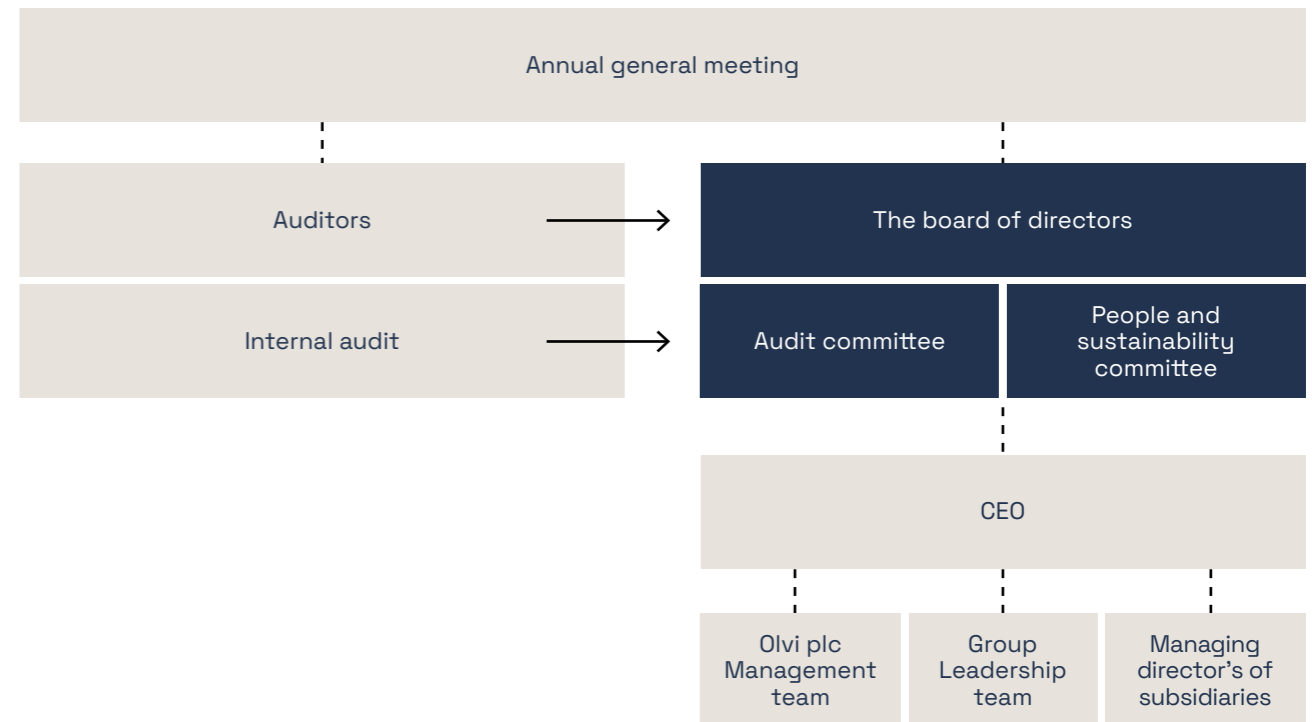 Annual general meeting
Auditors
The board of directors
Internal audit
Audit committee
People and
sustainability
committee
CEO
Olvi plc
Management
team
Group
Leadership
team
Managing
director's of
subsidiaries